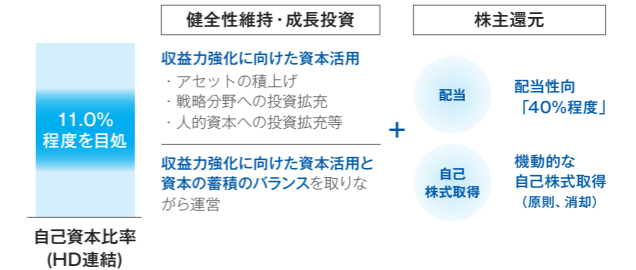 健全性維持・成長投資
株主還元
11.0%
程度を目処
自己資本比率
(HD連結)
収益力強化に向けた資本活用
・アセットの積上げ
・戦略分野への投資拡充
・人的資本への投資拡充等
収益力強化に向けた資本活用と
資本の蓄積のバランスを取りな
がら運営
+
配当
配当性向
「40%程度」
自己
株式取得
機動的な
自己株式取得
（原則、消却）